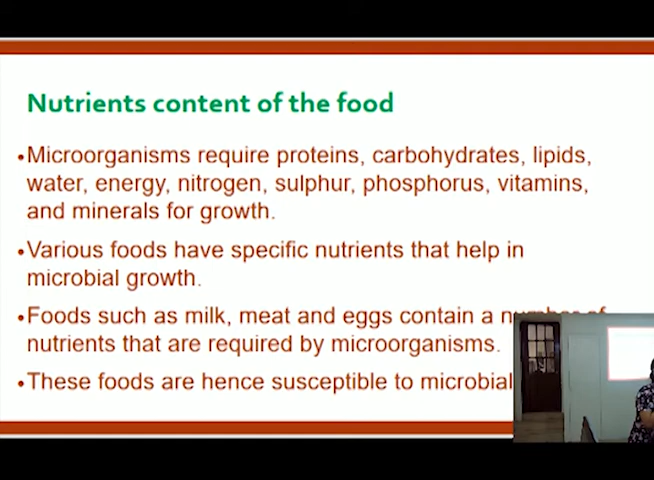 Nutrients content of the food
•Microorganisms require proteins, carbohydrates, lipids,
water, energy, nitrogen, sulphur, phosphorus, vitamins,
and minerals for growth.
•Various foods have specific nutrients that help in
microbial growth.
•Foods such as milk, meat and eggs contain a number of
nutrients that are required by microorganisms.
•These foods are hence susceptible to microbial